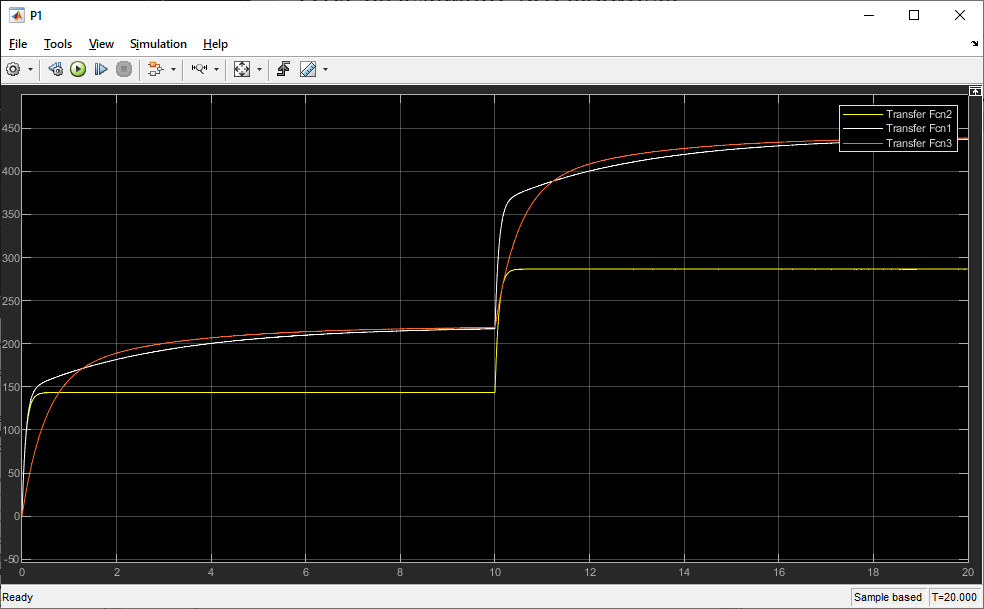 P1
File Tools View Simulation Help
Transfer Fcn2
Transfer Fcn1
Transfer Fcn3
450
400
350
300
250
200
150
100
50
0
-50
0 2 4 6 8 10 12 14 16 18 20
Ready Sample based T=20.000